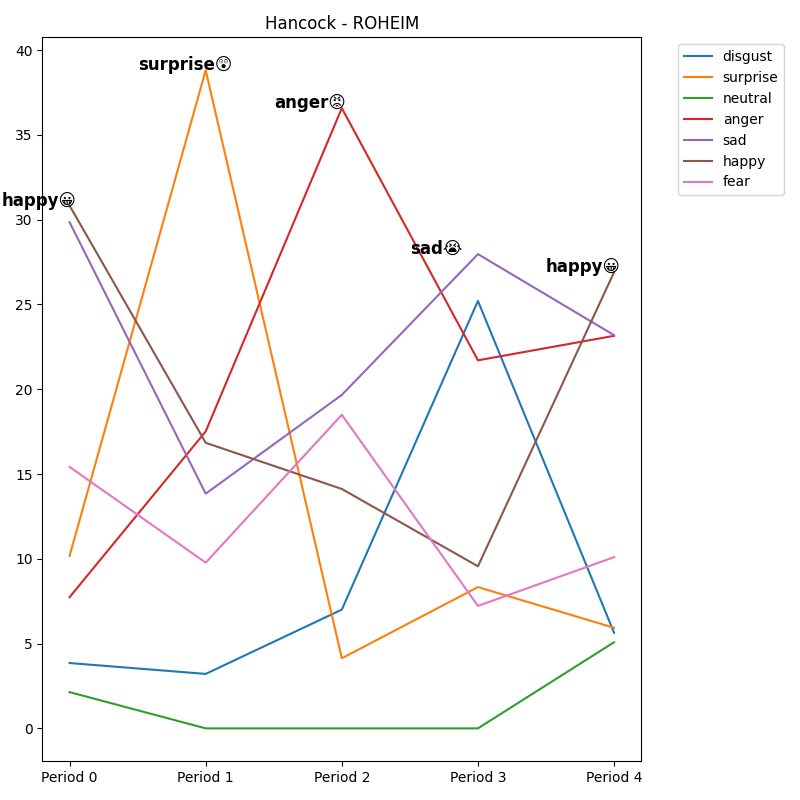 Hancock - ROHEIM
40
35
30
25
20
15
10
5
0
surprise😲
anger😡
happy😀
sad😭
happy😀
Period 0
Period 1
Period 2
Period 3
Period 4
disgust
surprise
neutral
anger
sad
happy
fear